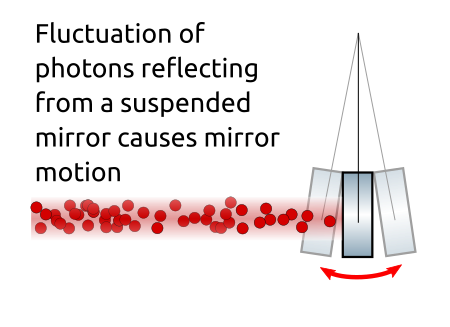 Fluctuation of
photons reflecting
from a suspended
mirror causes mirror
motion